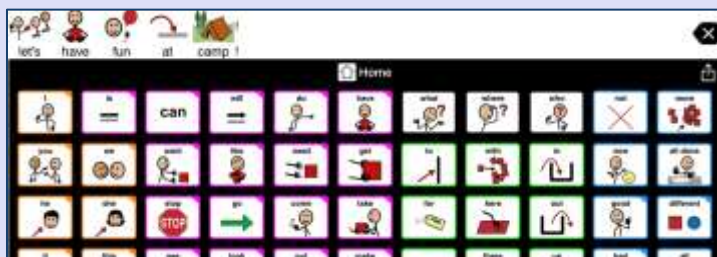 let's have fun at camp !
Home
I is can will do have what where who not more
you we want like need get to with in now all done
he she stop go come take for here out good different
STOP